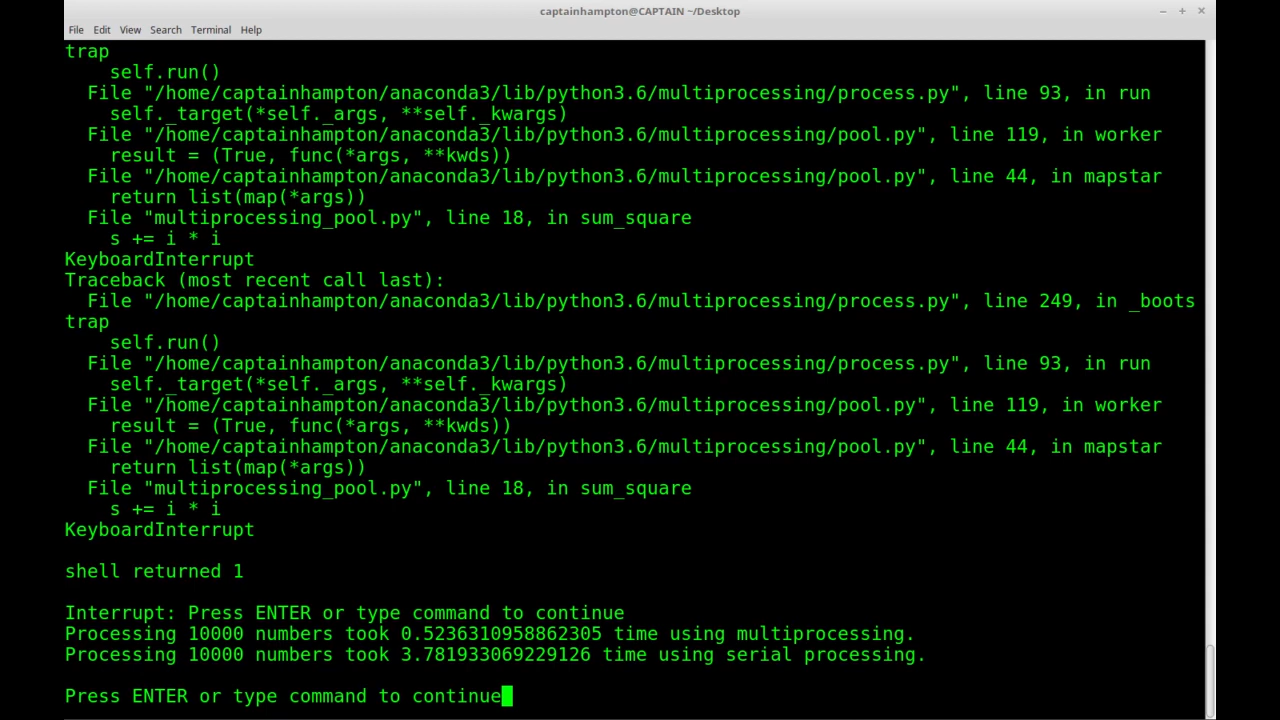 captainhampton@CAPTAIN ~/Desktop
File Edit View Search Terminal Help
trap
    self.run()
  File "/home/captainhampton/anaconda3/lib/python3.6/multiprocessing/process.py", line 93, in run
    self._target(*self._args, **self._kwargs)
  File "/home/captainhampton/anaconda3/lib/python3.6/multiprocessing/pool.py", line 119, in worker
    result = (True, func(*args, **kwds))
  File "/home/captainhampton/anaconda3/lib/python3.6/multiprocessing/pool.py", line 44, in mapstar
    return list(map(*args))
  File "multiprocessing_pool.py", line 18, in sum_square
    s += i * i
KeyboardInterrupt
Traceback (most recent call last):
  File "/home/captainhampton/anaconda3/lib/python3.6/multiprocessing/process.py", line 249, in _boots
trap
    self.run()
  File "/home/captainhampton/anaconda3/lib/python3.6/multiprocessing/process.py", line 93, in run
    self._target(*self._args, **self._kwargs)
  File "/home/captainhampton/anaconda3/lib/python3.6/multiprocessing/pool.py", line 119, in worker
    result = (True, func(*args, **kwds))
  File "/home/captainhampton/anaconda3/lib/python3.6/multiprocessing/pool.py", line 44, in mapstar
    return list(map(*args))
  File "multiprocessing_pool.py", line 18, in sum_square
    s += i * i
KeyboardInterrupt
shell returned 1
Interrupt: Press ENTER or type command to continue
Processing 10000 numbers took 0.5236310958862305 time using multiprocessing.
Processing 10000 numbers took 3.781933069229126 time using serial processing.
Press ENTER or type command to continue